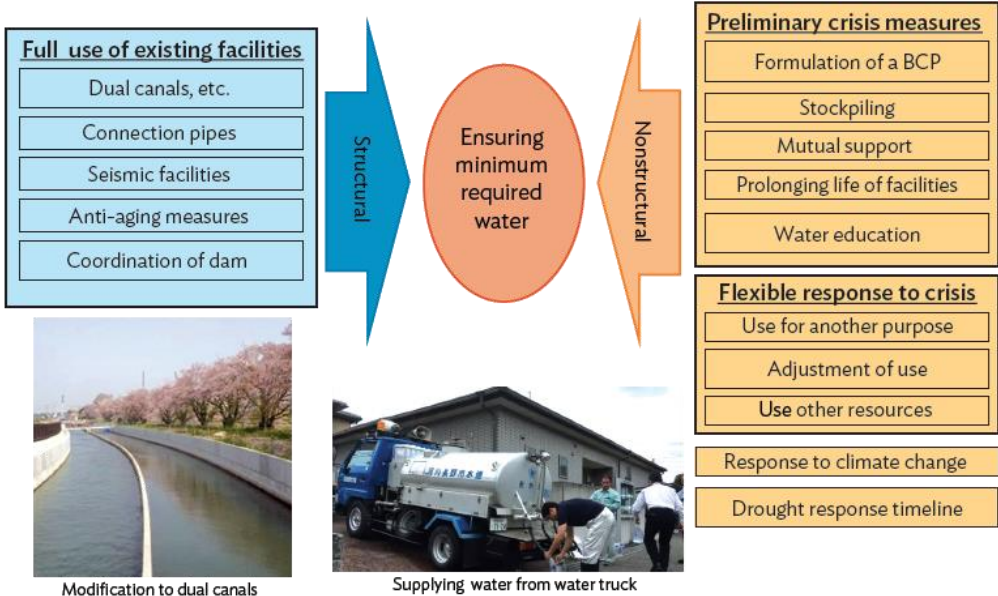 Full use of existing facilities
Dual canals, etc.
Connection pipes
Seismic facilities
Anti-aging measures
Coordination of dam
Structural
Ensuring
minimum
required
water
Nonstructural
Preliminary crisis measures
Formulation of a BCP
Stockpiling
Mutual support
Prolonging life of facilities
Water education
Flexible response to crisis
Use for another purpose
Adjustment of use
Use other resources
Response to climate change
Drought response timeline
Modification to dual canals
Supplying water from water truck